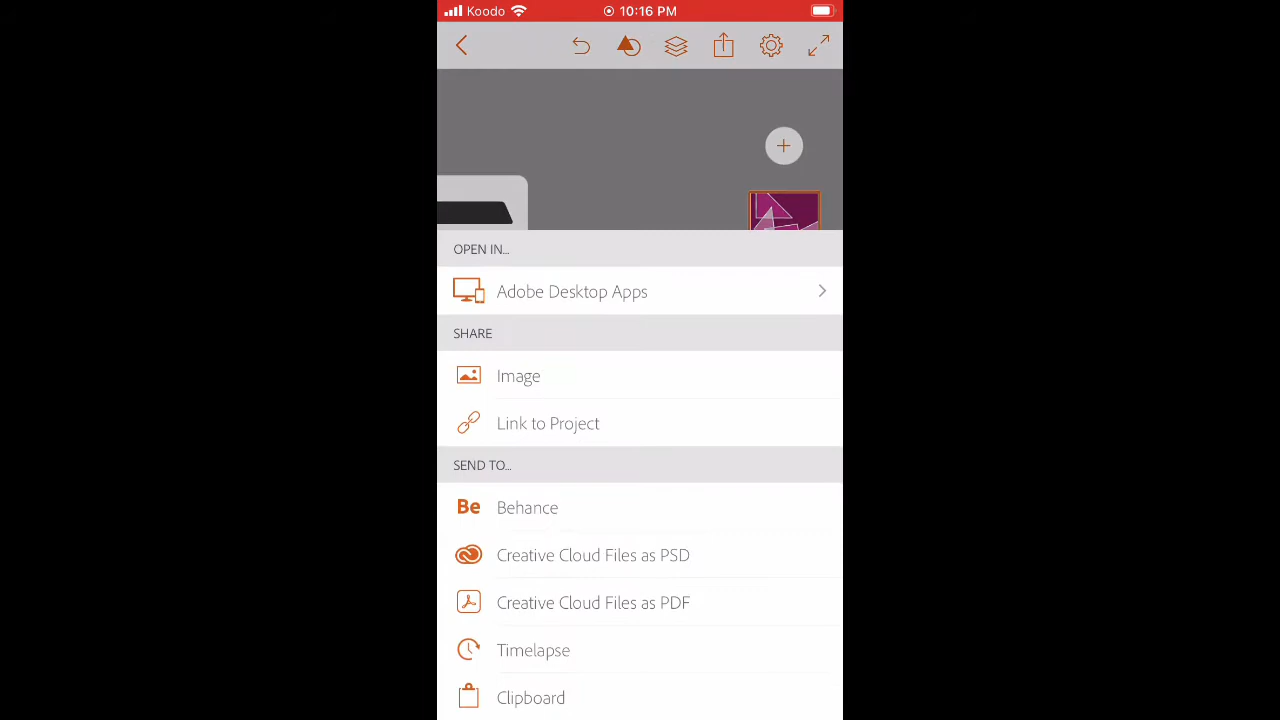 Koodo 10:16 PM
OPEN IN...
Adobe Desktop Apps
SHARE
Image
Link to Project
SEND TO...
Be Behance
Creative Cloud Files as PSD
Creative Cloud Files as PDF
Timelapse
Clipboard